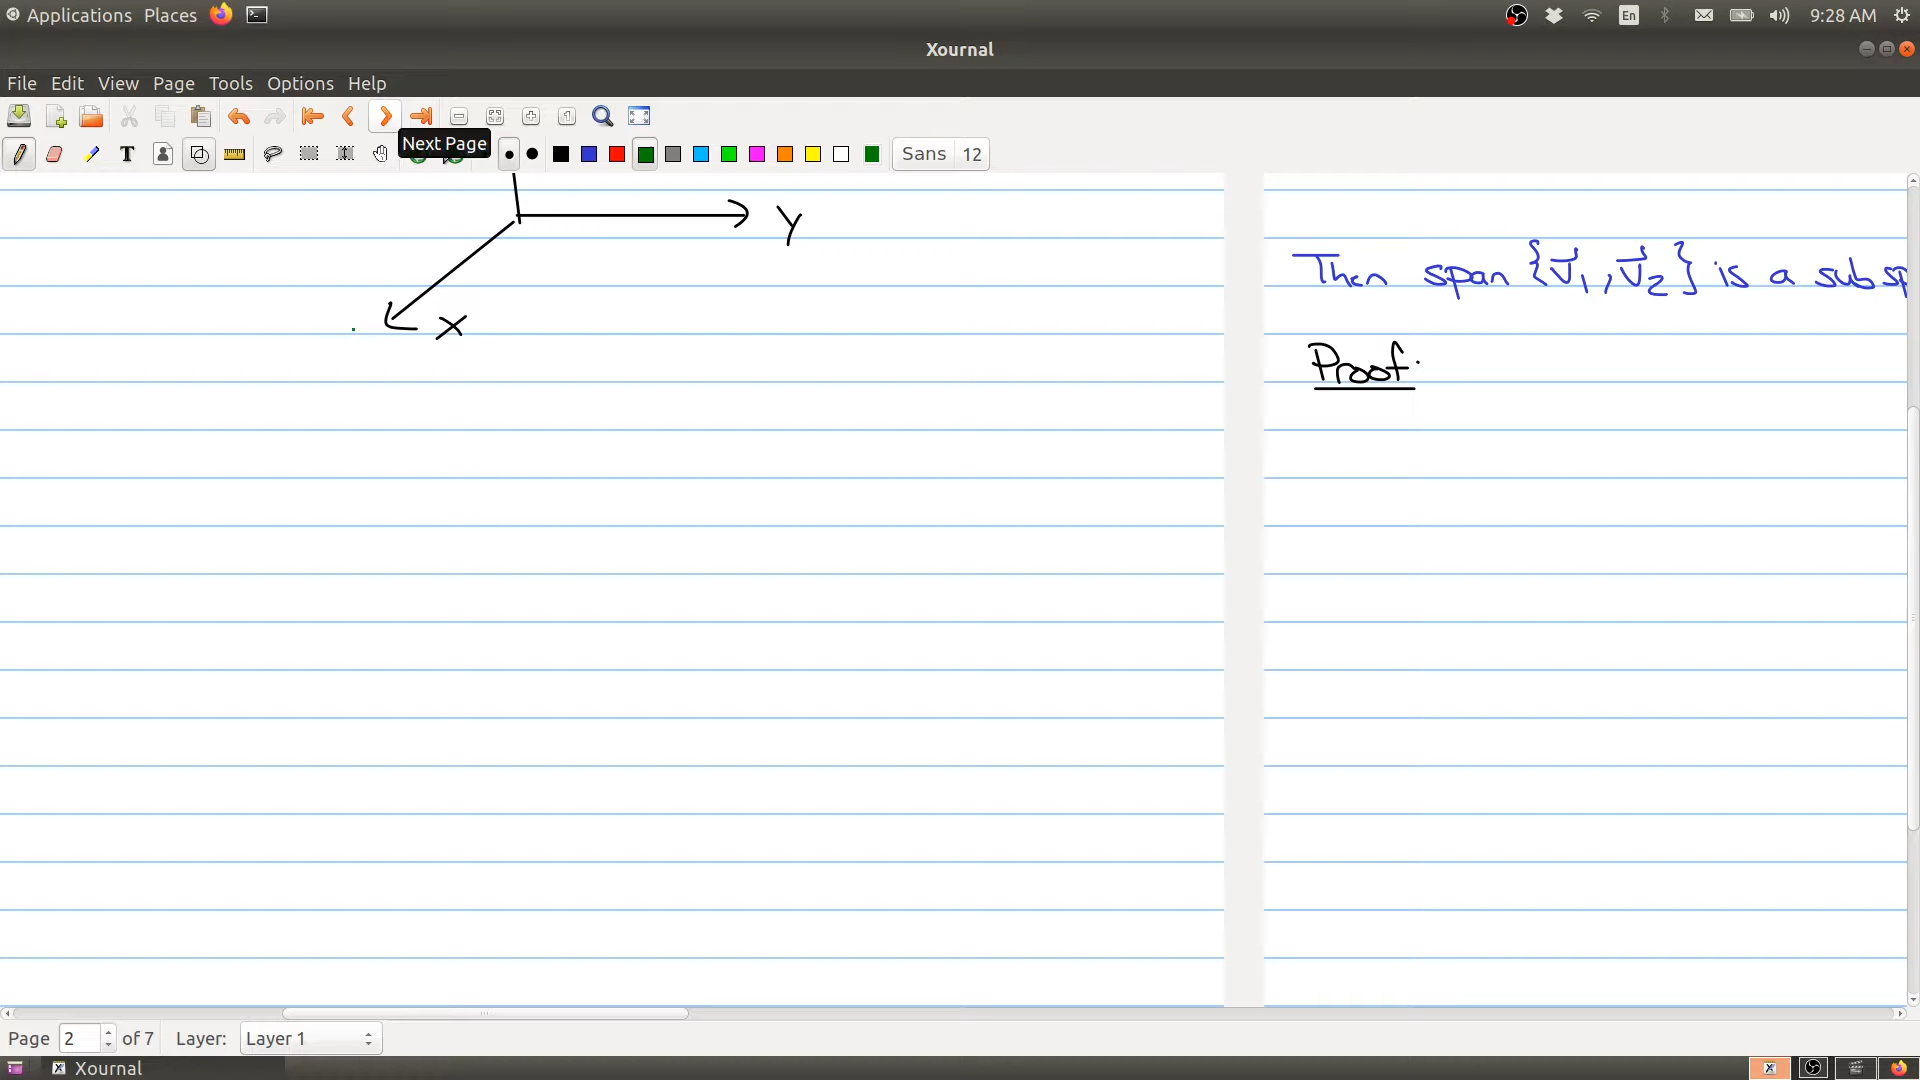 Applications Places En 9:28 AM
Xournal
File Edit View Page Tools Options Help
Next Page
T Sans 12
y
x
Then span {v⃗₁, v⃗₂} is a subsp
Proof:
Page 2 of 7 Layer: Layer 1
Xournal